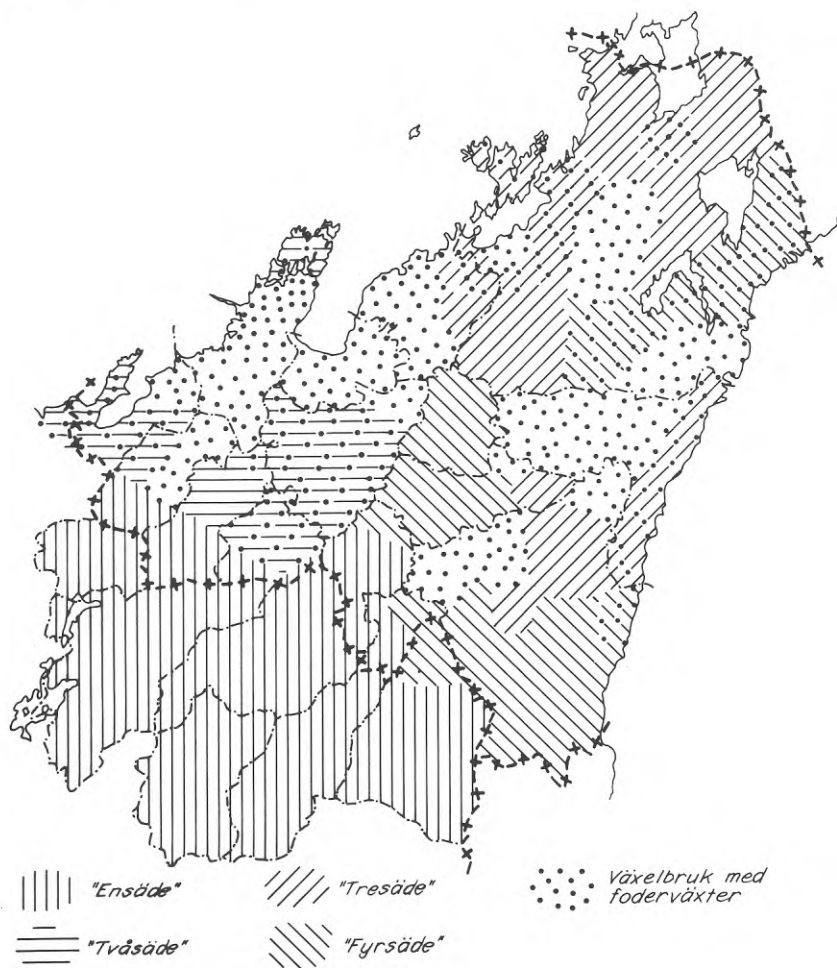 "Ensäde"
"Tvåsäde"
"Tresäde"
"Fyrsäde"
Växelbruk med
foderväxter